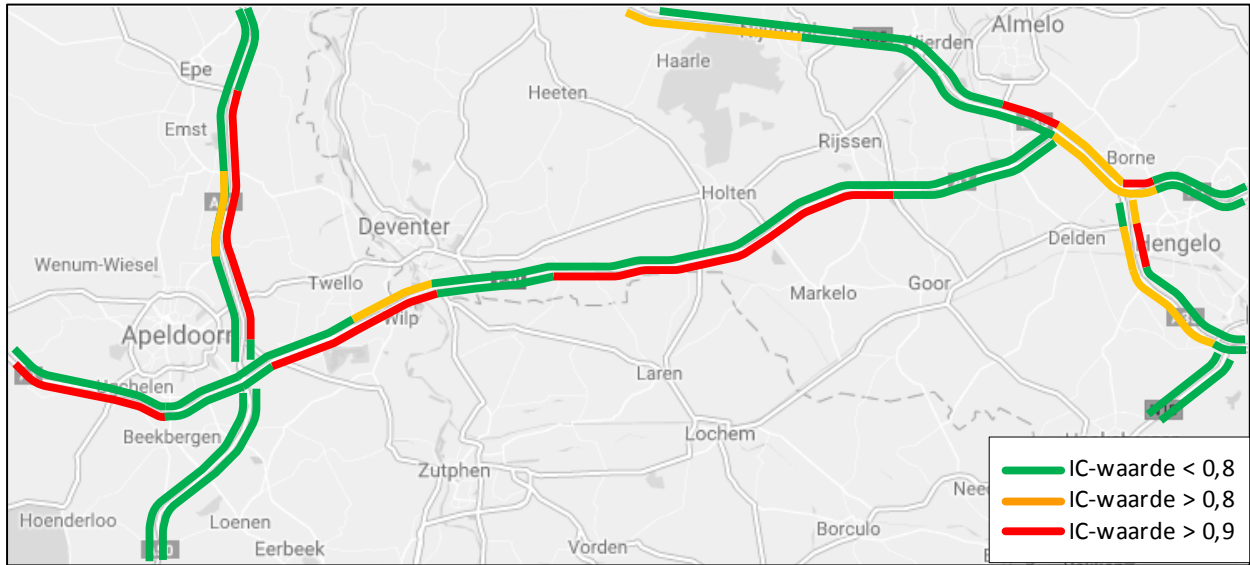 Almelo
Wierden
Haarle
Epe
Heeten
Emst
Rijssen
Borne
Holten
Deventer
Delden
Hengelo
Wenum-Wiesel
Twello
Goor
Markelo
Wilp
Apeldoorn
Laren
Beekbergen
Lochem
Zutphen
Hoenderloo
Loenen
Eerbeek
Vorden
Borculo
IC-waarde < 0,8
IC-waarde > 0,8
IC-waarde > 0,9